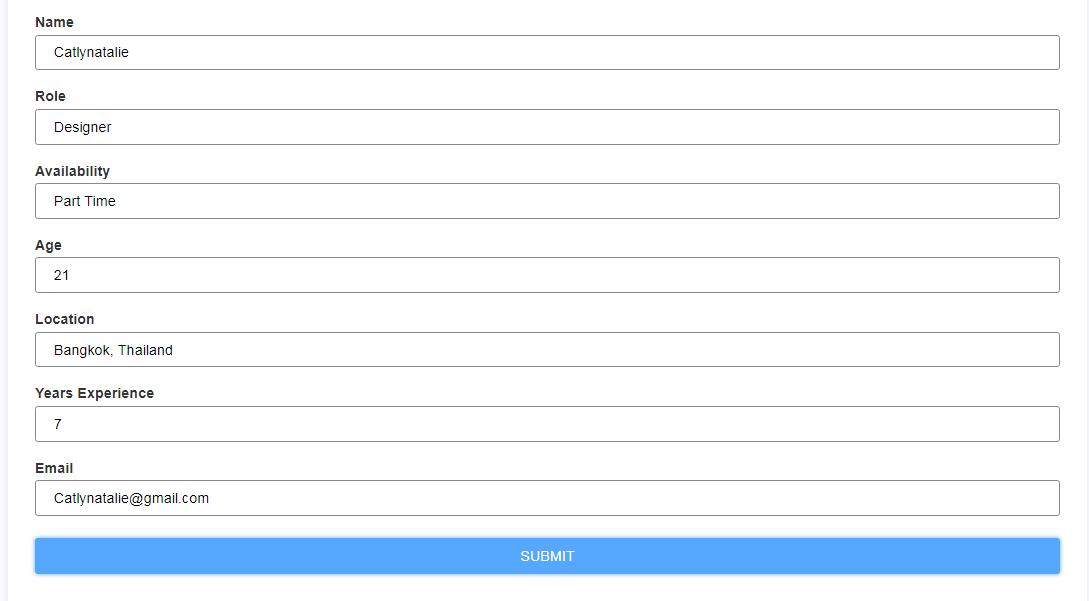 Name
Catlynatalie
Role
Designer
Availability
Part Time
Age
21
Location
Bangkok, Thailand
Years Experience
7
Email
Catlynatalie@gmail.com
SUBMIT